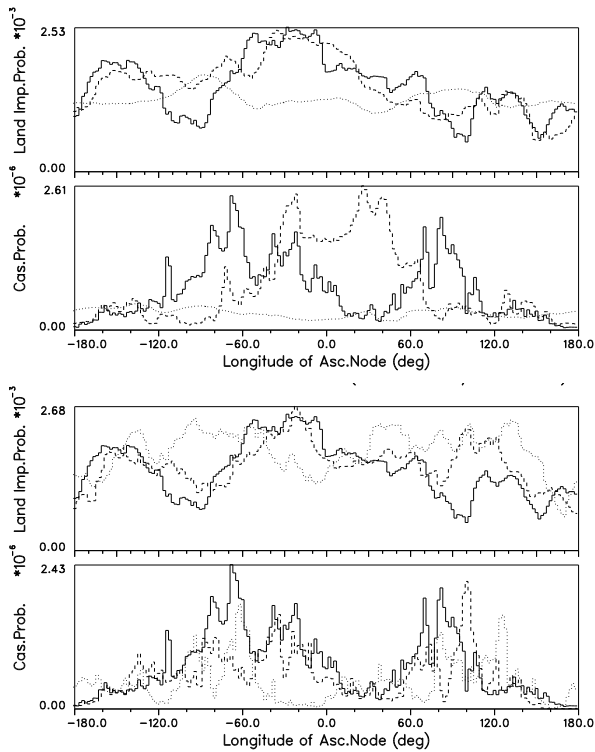 2.53
Land Imp.Prob. *10⁻³
0.00
2.61
Cas.Prob. *10⁻⁶
0.00
−180.0 −120.0 −60.0 0.0 60.0 120.0 180.0
Longitude of Asc.Node (deg)
2.68
Land Imp.Prob. *10⁻³
0.00
2.43
Cas.Prob. *10⁻⁶
0.00
−180.0 −120.0 −60.0 0.0 60.0 120.0 180.0
Longitude of Asc.Node (deg)